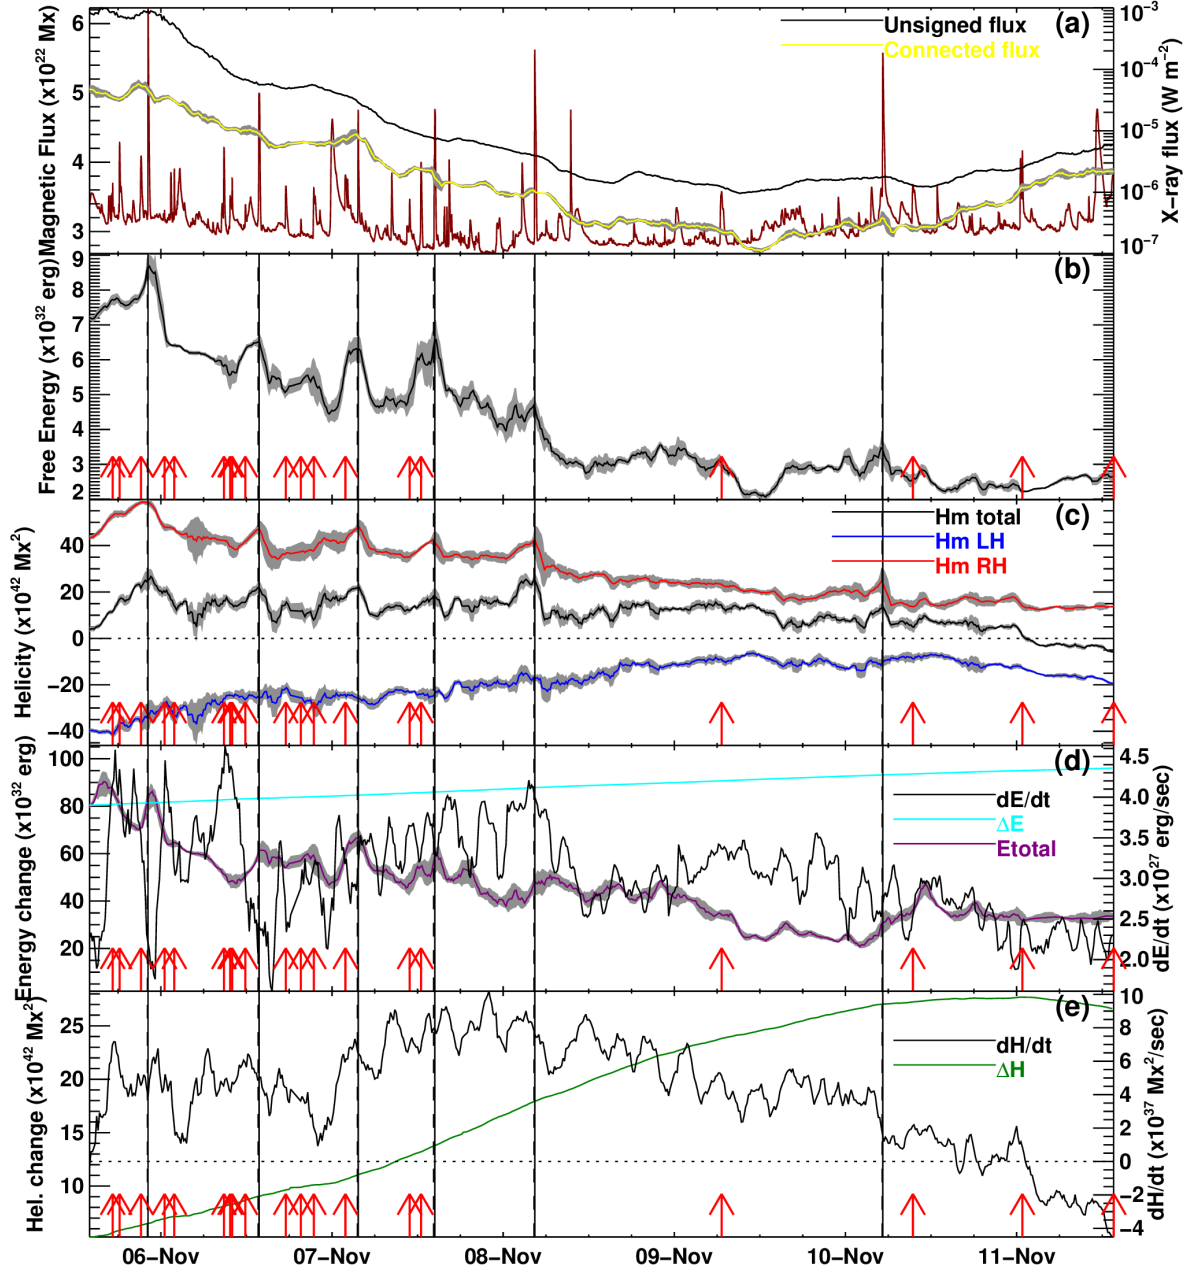 (a)
Unsigned flux
Connected flux
Magnetic Flux (x10²² Mx)
6
5
4
3
X-ray flux (W m⁻²)
10⁻³
10⁻⁴
10⁻⁵
10⁻⁶
10⁻⁷
(b)
Free Energy (x10³² erg)
9
8
7
6
5
4
3
2
(c)
Hm total
Hm LH
Hm RH
Helicity (x10⁴² Mx²)
40
20
0
−20
−40
(d)
dE/dt
ΔE
Etotal
Energy change (x10³² erg)
100
80
60
40
20
dE/dt (x10²⁷ erg/sec)
4.5
4.0
3.5
3.0
2.5
2.0
(e)
dH/dt
ΔH
Hel. change (x10⁴² Mx²)
25
20
15
10
dH/dt (x10³⁷ Mx²/sec)
10
8
6
4
2
0
−2
−4
06−Nov 07−Nov 08−Nov 09−Nov 10−Nov 11−Nov